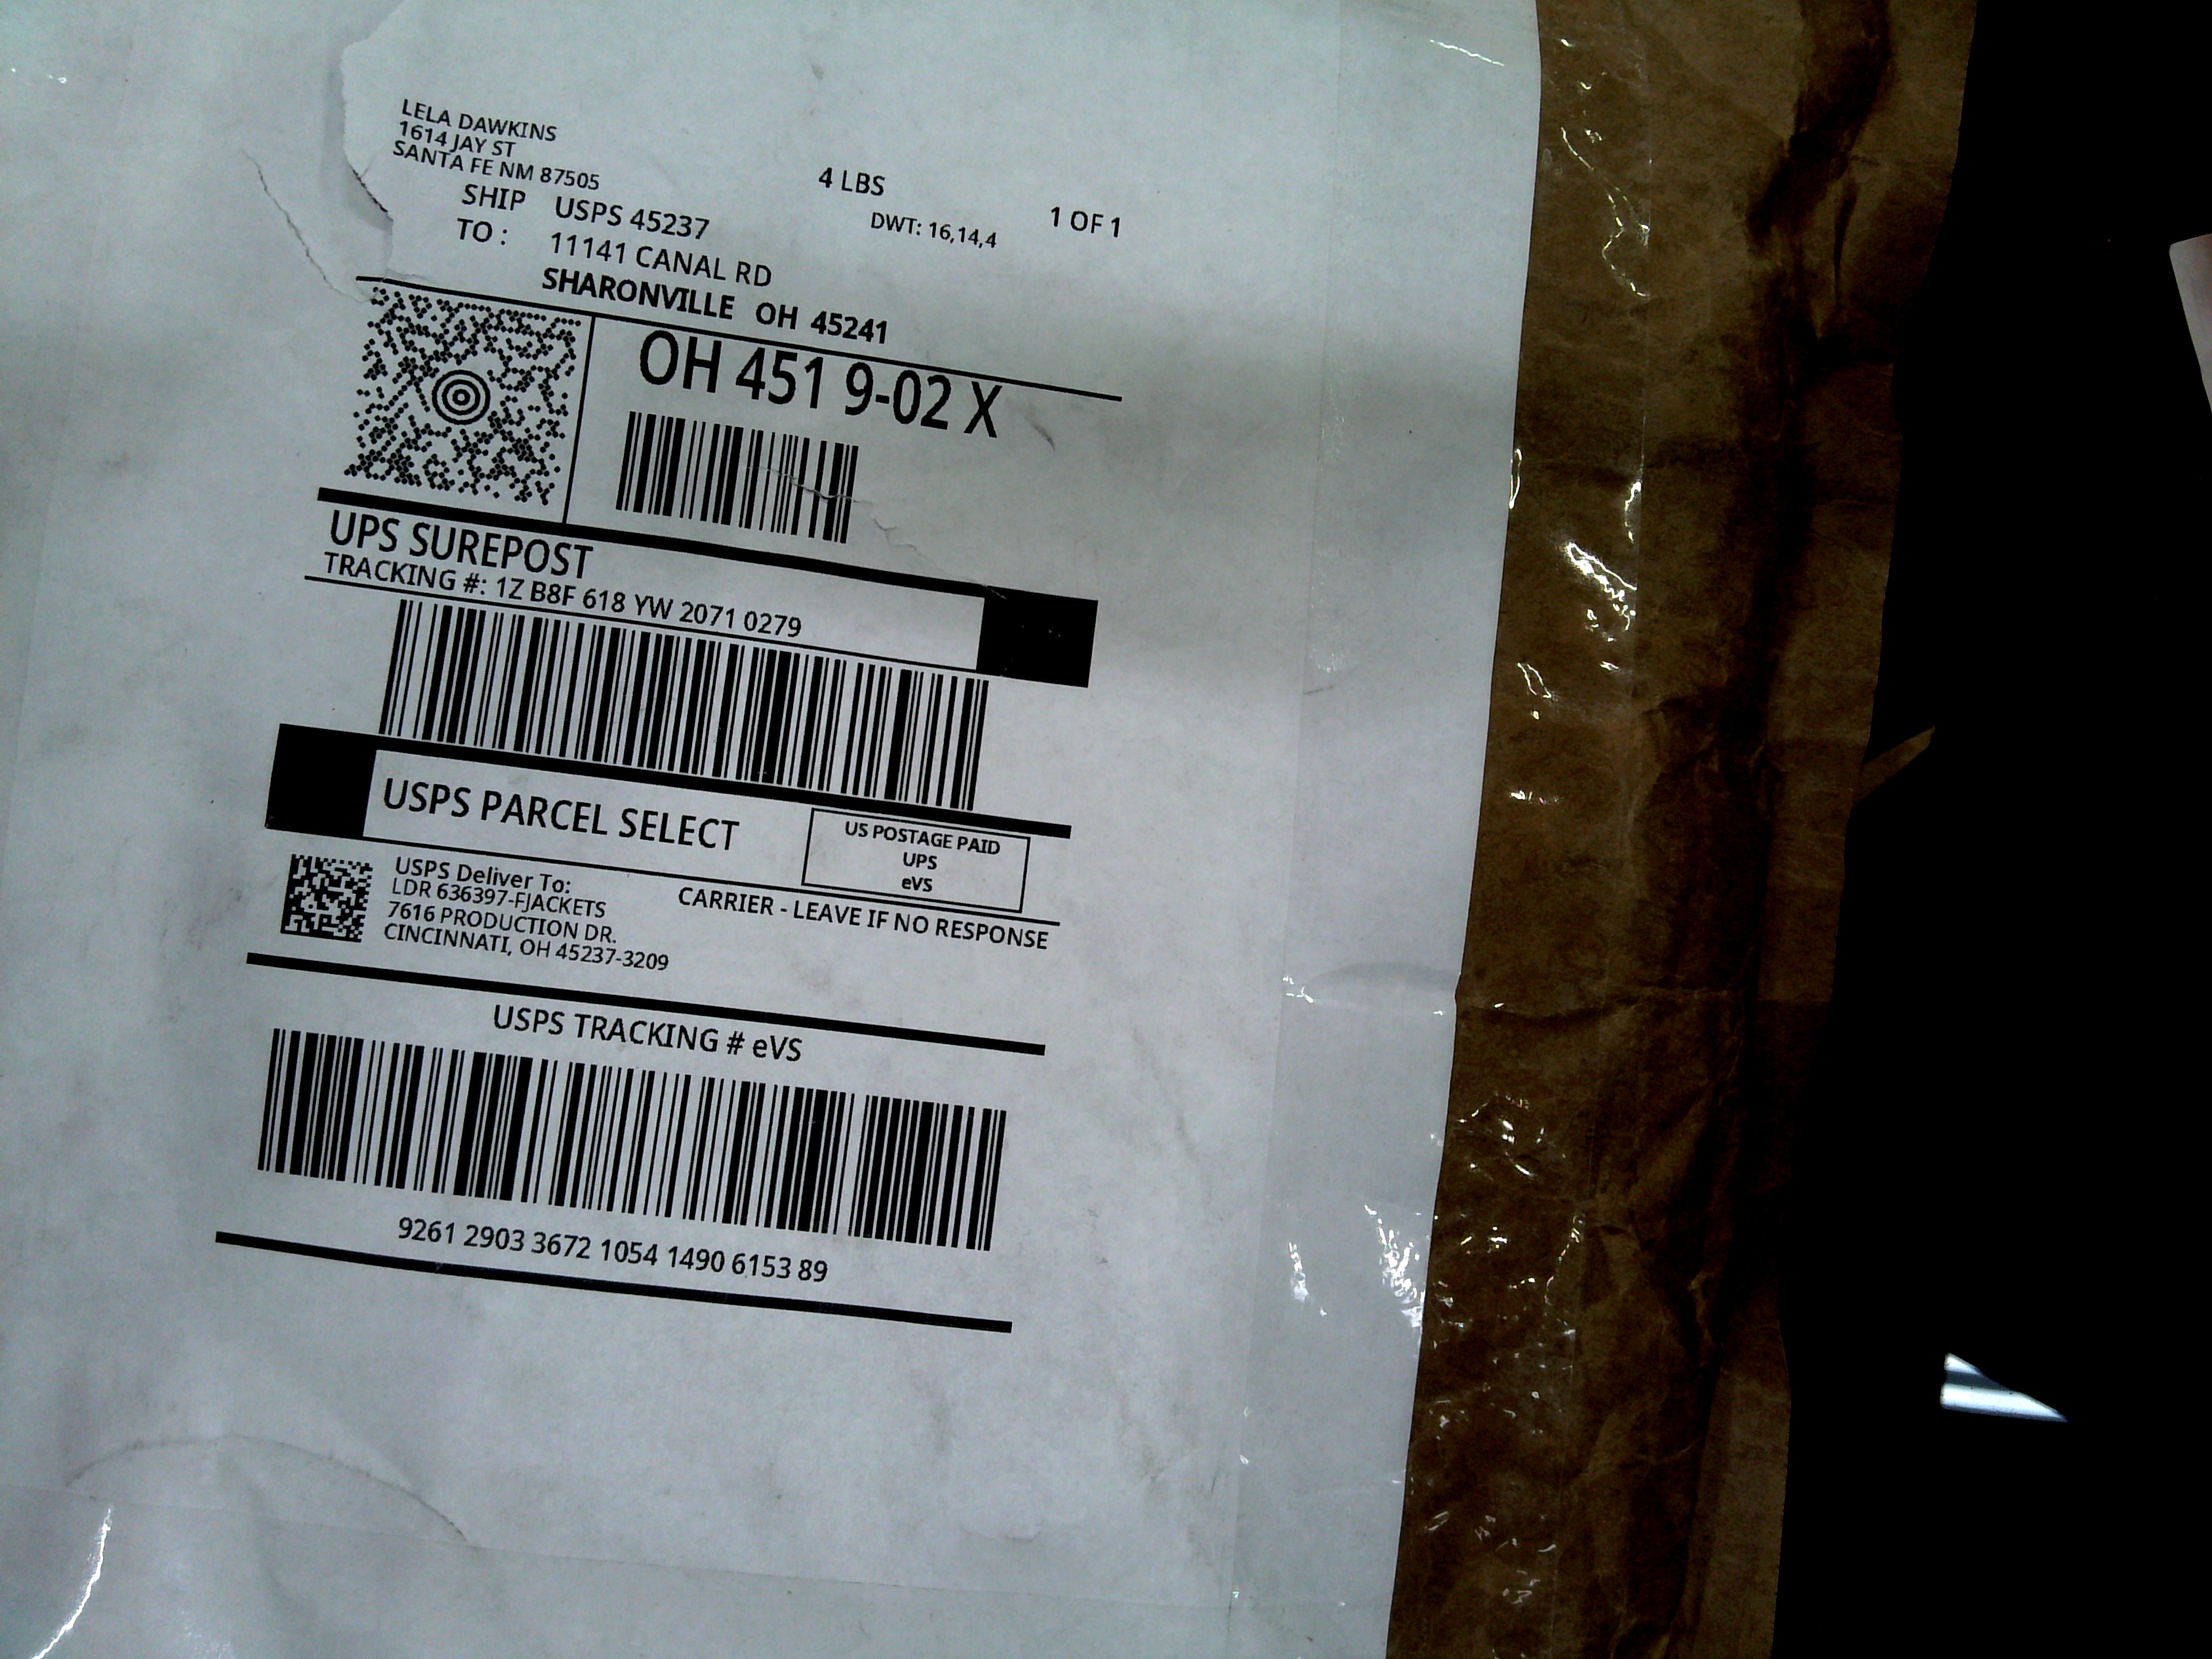 LELA DAWKINS
1614 JAY ST
SANTA FE NM 87505
4 LBS
1 OF 1
DWT: 16,14,4
SHIP TO :
USPS 45237
11141 CANAL RD
SHARONVILLE OH 45241
OH 451 9-02 X
UPS SUREPOST
TRACKING #: 1Z B8F 618 YW 2071 0279
USPS PARCEL SELECT
US POSTAGE PAID
UPS
eVS
USPS Deliver To:
LDR 636397-FJACKETS
7616 PRODUCTION DR.
CINCINNATI, OH 45237-3209
CARRIER - LEAVE IF NO RESPONSE
USPS TRACKING # eVS
9261 2903 3672 1054 1490 6153 89